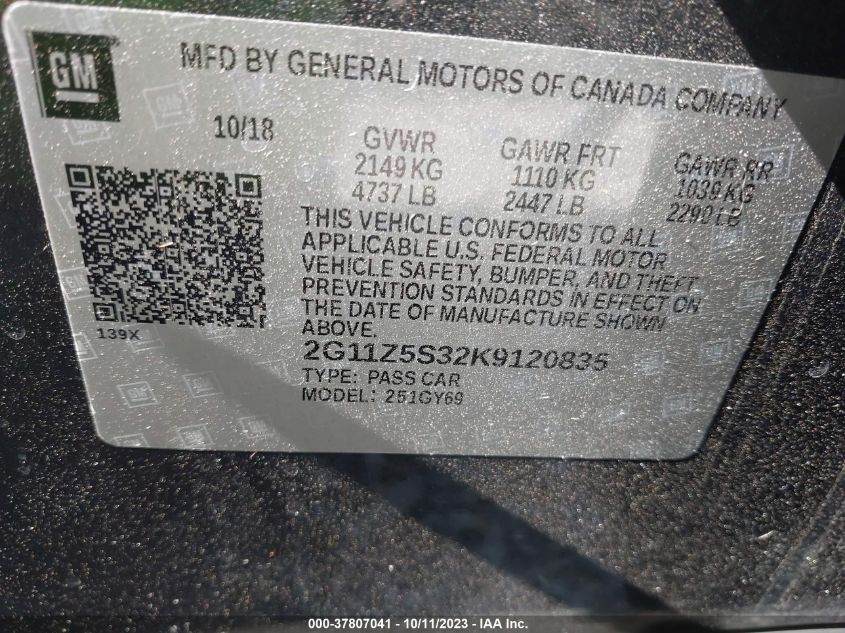 GM
MFD BY GENERAL MOTORS OF CANADA COMPANY
10/18
GVWR GAWR FRT GAWR RR
2149 KG 1110 KG 1039 KG
4737 LB 2447 LB 2290 LB
THIS VEHICLE CONFORMS TO ALL
APPLICABLE U.S. FEDERAL MOTOR
VEHICLE SAFETY, BUMPER, AND THEFT
PREVENTION STANDARDS IN EFFECT ON
THE DATE OF MANUFACTURE SHOWN
ABOVE.
139X
2G11Z5S32K9120835
TYPE: PASS CAR
MODEL: 251GY69
000-37807041 - 10/11/2023 - IAA Inc.